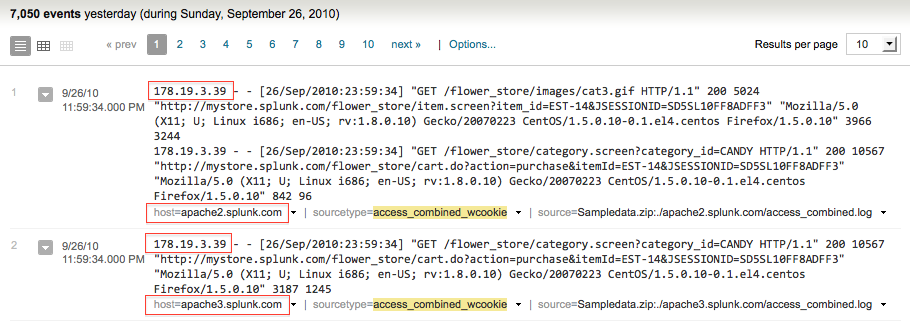 7,050 events yesterday (during Sunday, September 26, 2010)
« prev 1 2 3 4 5 6 7 8 9 10 next » | Options... Results per page 10
1 9/26/10 11:59:34.000 PM
178.19.3.39 - - [26/Sep/2010:23:59:34] "GET /flower_store/images/cat3.gif HTTP/1.1" 200 5024
"http://mystore.splunk.com/flower_store/item.screen?item_id=EST-14&JSESSIONID=SD5SL10FF8ADFF3" "Mozilla/5.0
(X11; U; Linux i686; en-US; rv:1.8.0.10) Gecko/20070223 CentOS/1.5.0.10-0.1.el4.centos Firefox/1.5.0.10" 3966
3244
178.19.3.39 - - [26/Sep/2010:23:59:34] "GET /flower_store/category.screen?category_id=CANDY HTTP/1.1" 200 10567
"http://mystore.splunk.com/flower_store/cart.do?action=purchase&itemId=EST-14&JSESSIONID=SD5SL10FF8ADFF3"
"Mozilla/5.0 (X11; U; Linux i686; en-US; rv:1.8.0.10) Gecko/20070223 CentOS/1.5.0.10-0.1.el4.centos
Firefox/1.5.0.10" 842 96
host=apache2.splunk.com | sourcetype=access_combined_wcookie | source=Sampledata.zip:./apache2.splunk.com/access_combined.log
2 9/26/10 11:59:34.000 PM
178.19.3.39 - - [26/Sep/2010:23:59:34] "GET /flower_store/category.screen?category_id=CANDY HTTP/1.1" 200 10567
"http://mystore.splunk.com/flower_store/cart.do?action=purchase&itemId=EST-14&JSESSIONID=SD5SL10FF8ADFF3"
"Mozilla/5.0 (X11; U; Linux i686; en-US; rv:1.8.0.10) Gecko/20070223 CentOS/1.5.0.10-0.1.el4.centos
Firefox/1.5.0.10" 3187 1245
host=apache3.splunk.com | sourcetype=access_combined_wcookie | source=Sampledata.zip:./apache3.splunk.com/access_combined.log